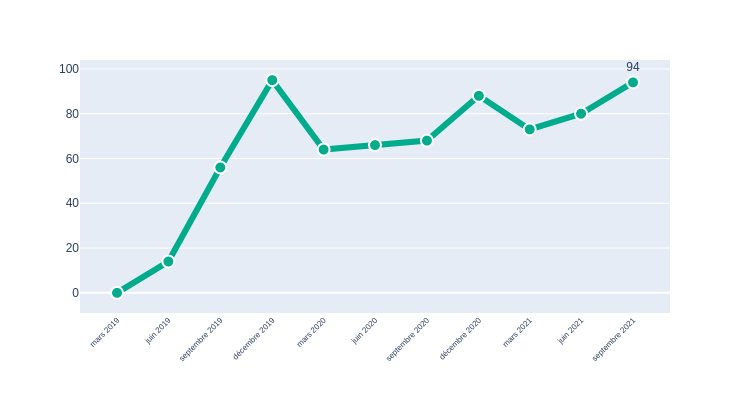 94
100
80
60
40
20
0
mars 2019
juin 2019
septembre 2019
décembre 2019
mars 2020
juin 2020
septembre 2020
décembre 2020
mars 2021
juin 2021
septembre 2021